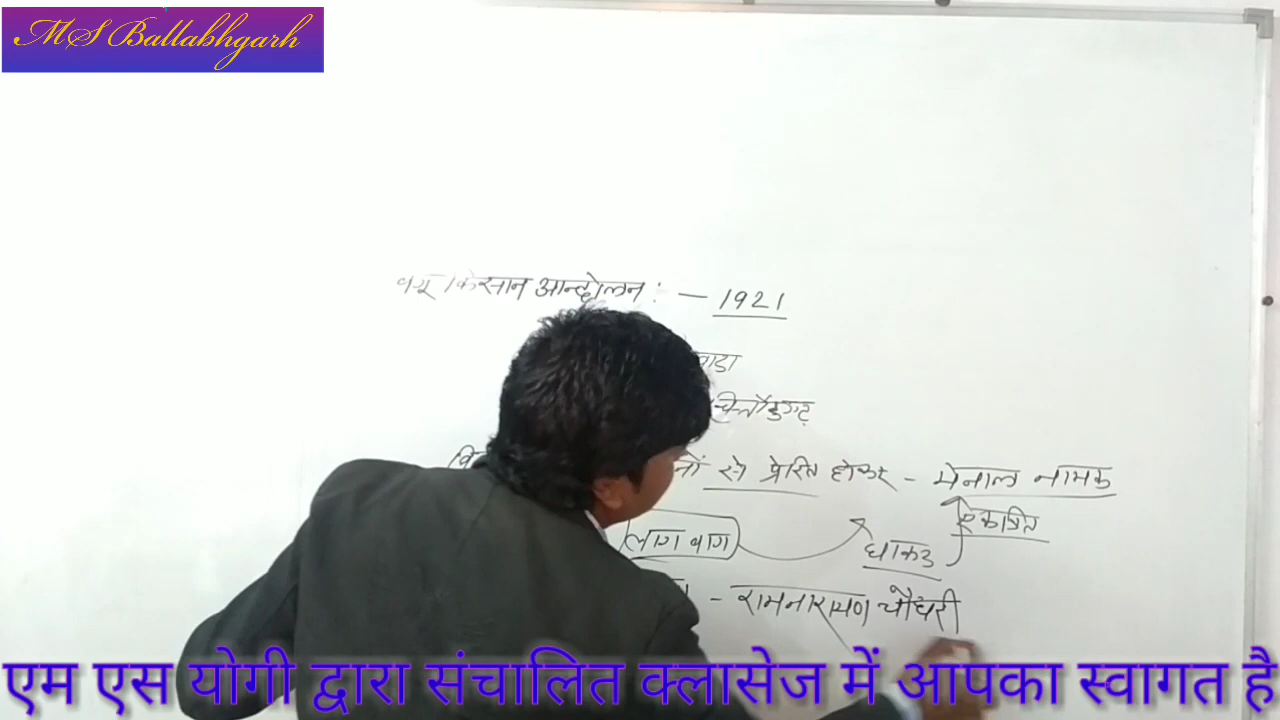 MS Ballabhgarh
किसान आन्दोलन : - 1921
वाडा
चित्तौड़गढ़
से प्रेरित होकर - मेनाल नामक
एकत्रित
लाग बाग
धाकड
- रामनारायण चौधरी
एम एस योगी द्वारा संचालित क्लासेज में आपका स्वागत है